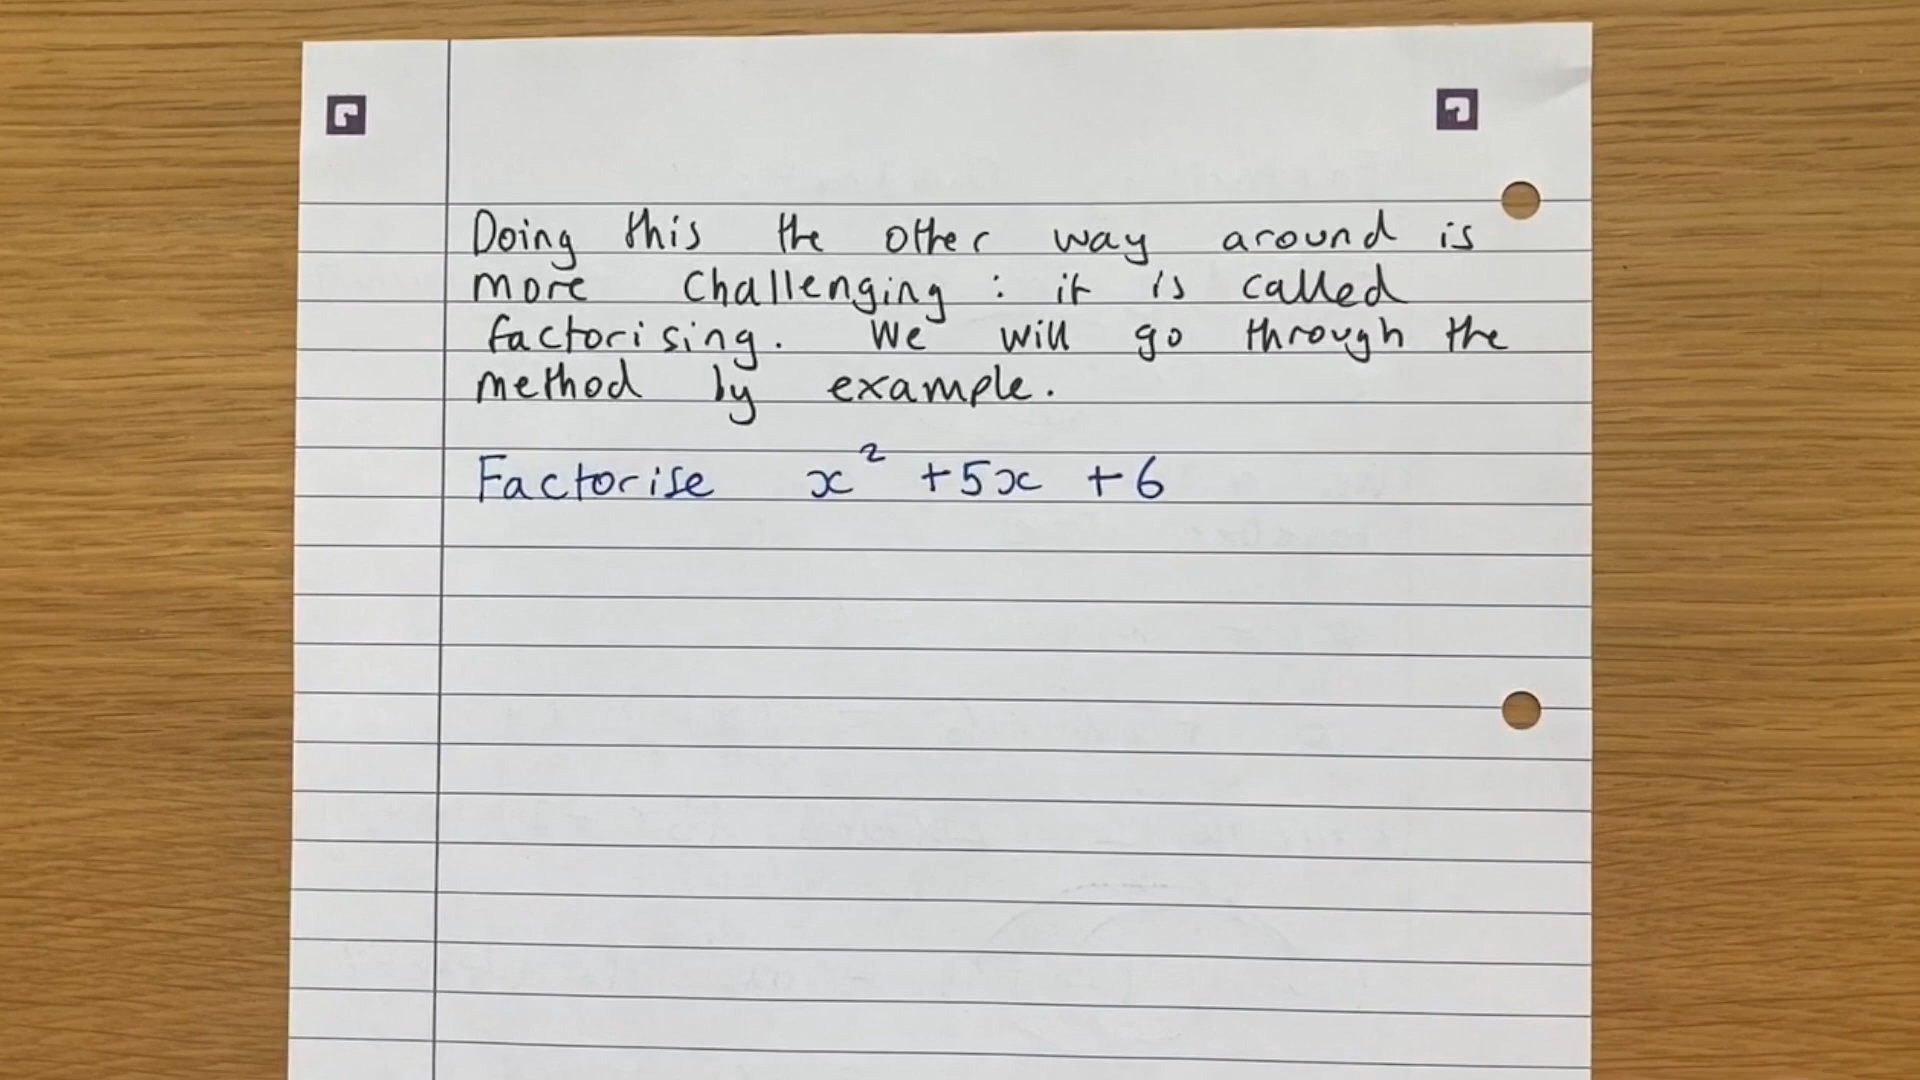 Doing this the other way around is
more challenging : it is called
factorising. We will go through the
method by example.
Factorise x² +5x +6